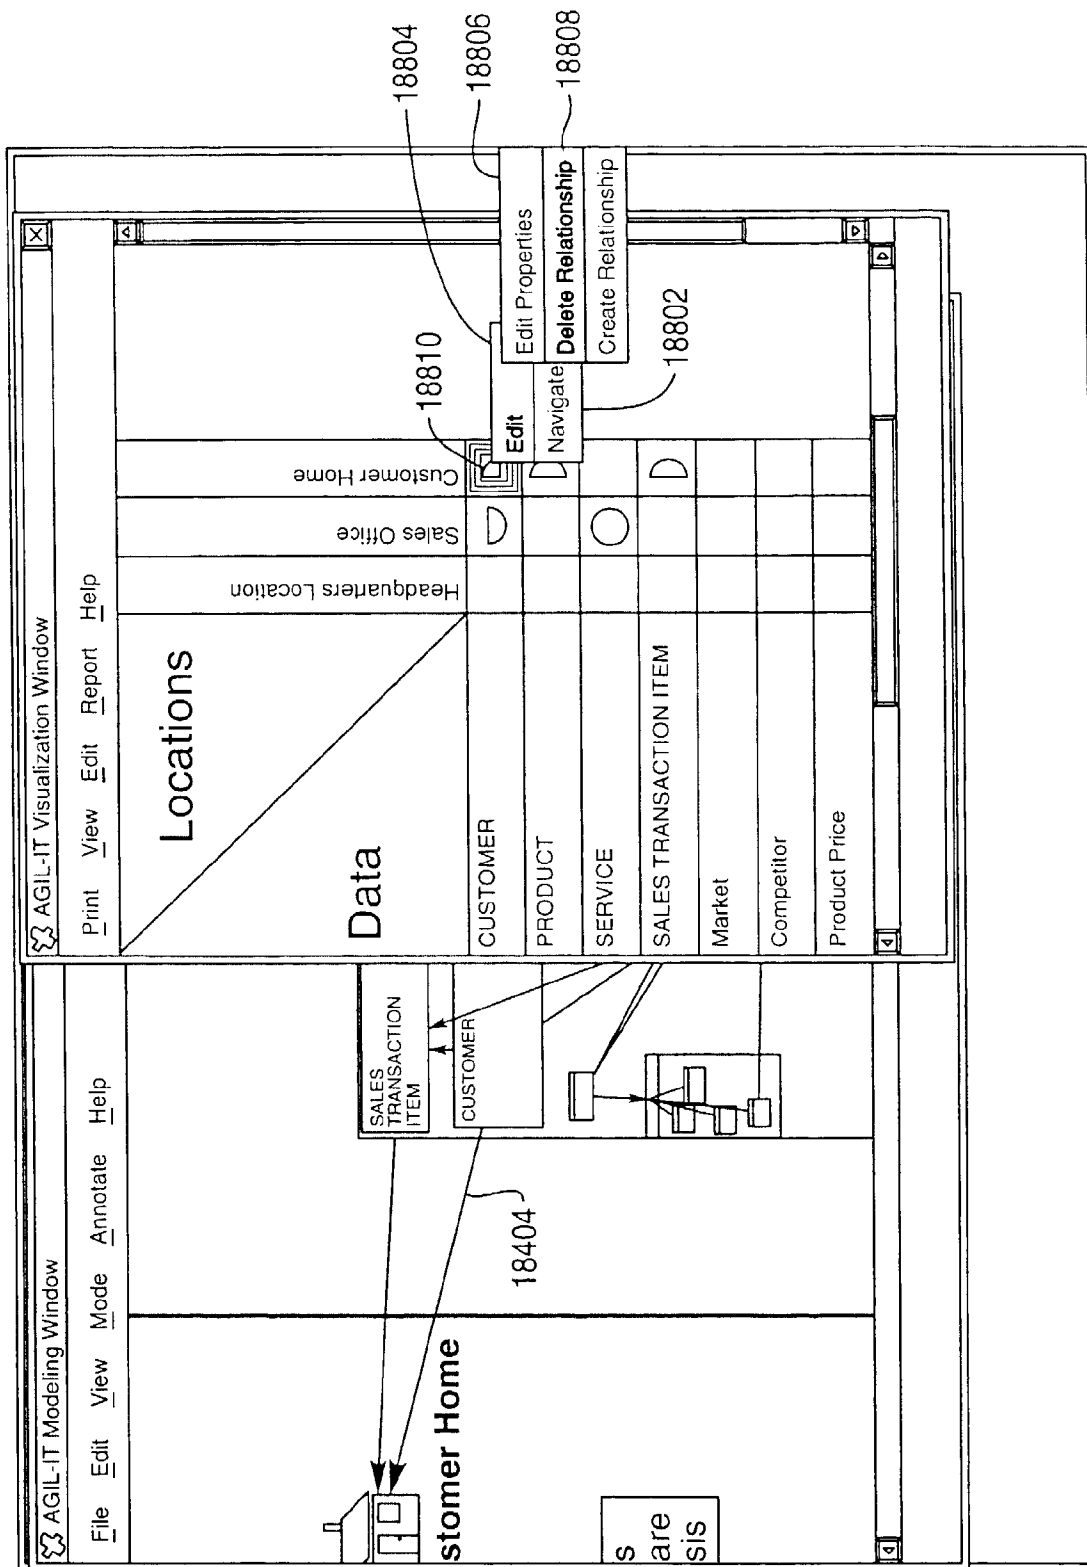 AGIL-IT Modeling Window
File Edit View Mode Annotate Help
stomer Home
s
are
sis
SALES
TRANSACTION
ITEM
CUSTOMER
18404
AGIL-IT Visualization Window
Print View Edit Report Help
Locations
Data
Headquarters Location
Sales Office
Customer Home
CUSTOMER
PRODUCT
SERVICE
SALES TRANSACTION ITEM
Market
Competitor
Product Price
Edit
Navigate
Edit Properties
Delete Relationship
Create Relationship
18810
18802
18804
18806
18808